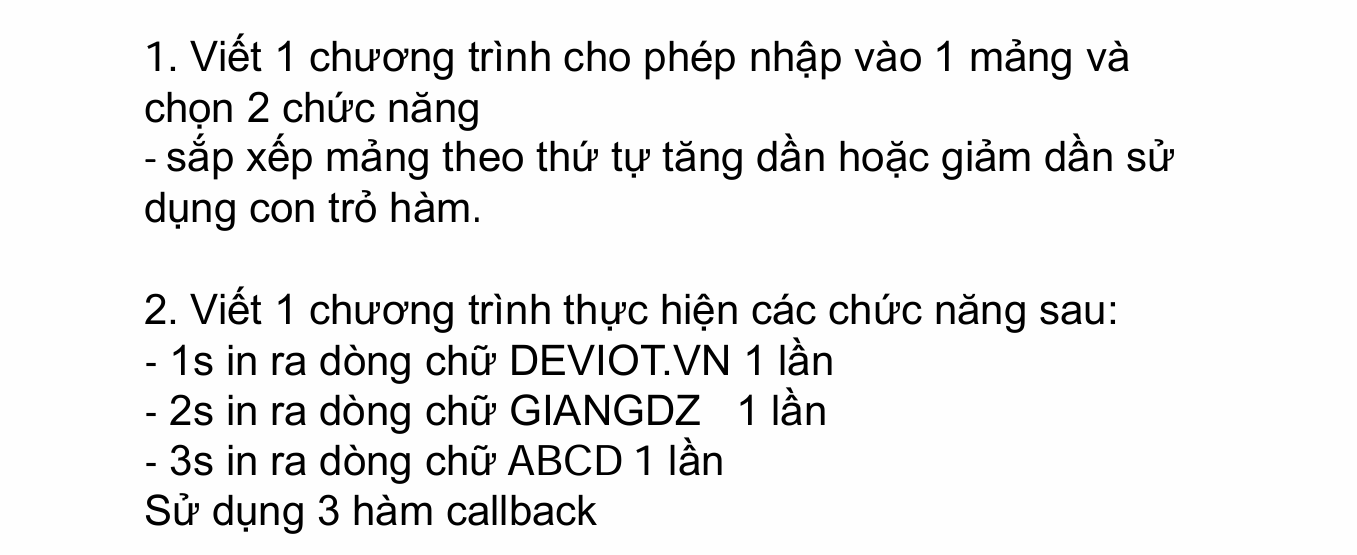 1. Viết 1 chương trình cho phép nhập vào 1 mảng và
chọn 2 chức năng
- sắp xếp mảng theo thứ tự tăng dần hoặc giảm dần sử
dụng con trỏ hàm.
2. Viết 1 chương trình thực hiện các chức năng sau:
- 1s in ra dòng chữ DEVIOT.VN 1 lần
- 2s in ra dòng chữ GIANGDZ   1 lần
- 3s in ra dòng chữ ABCD 1 lần
Sử dụng 3 hàm callback